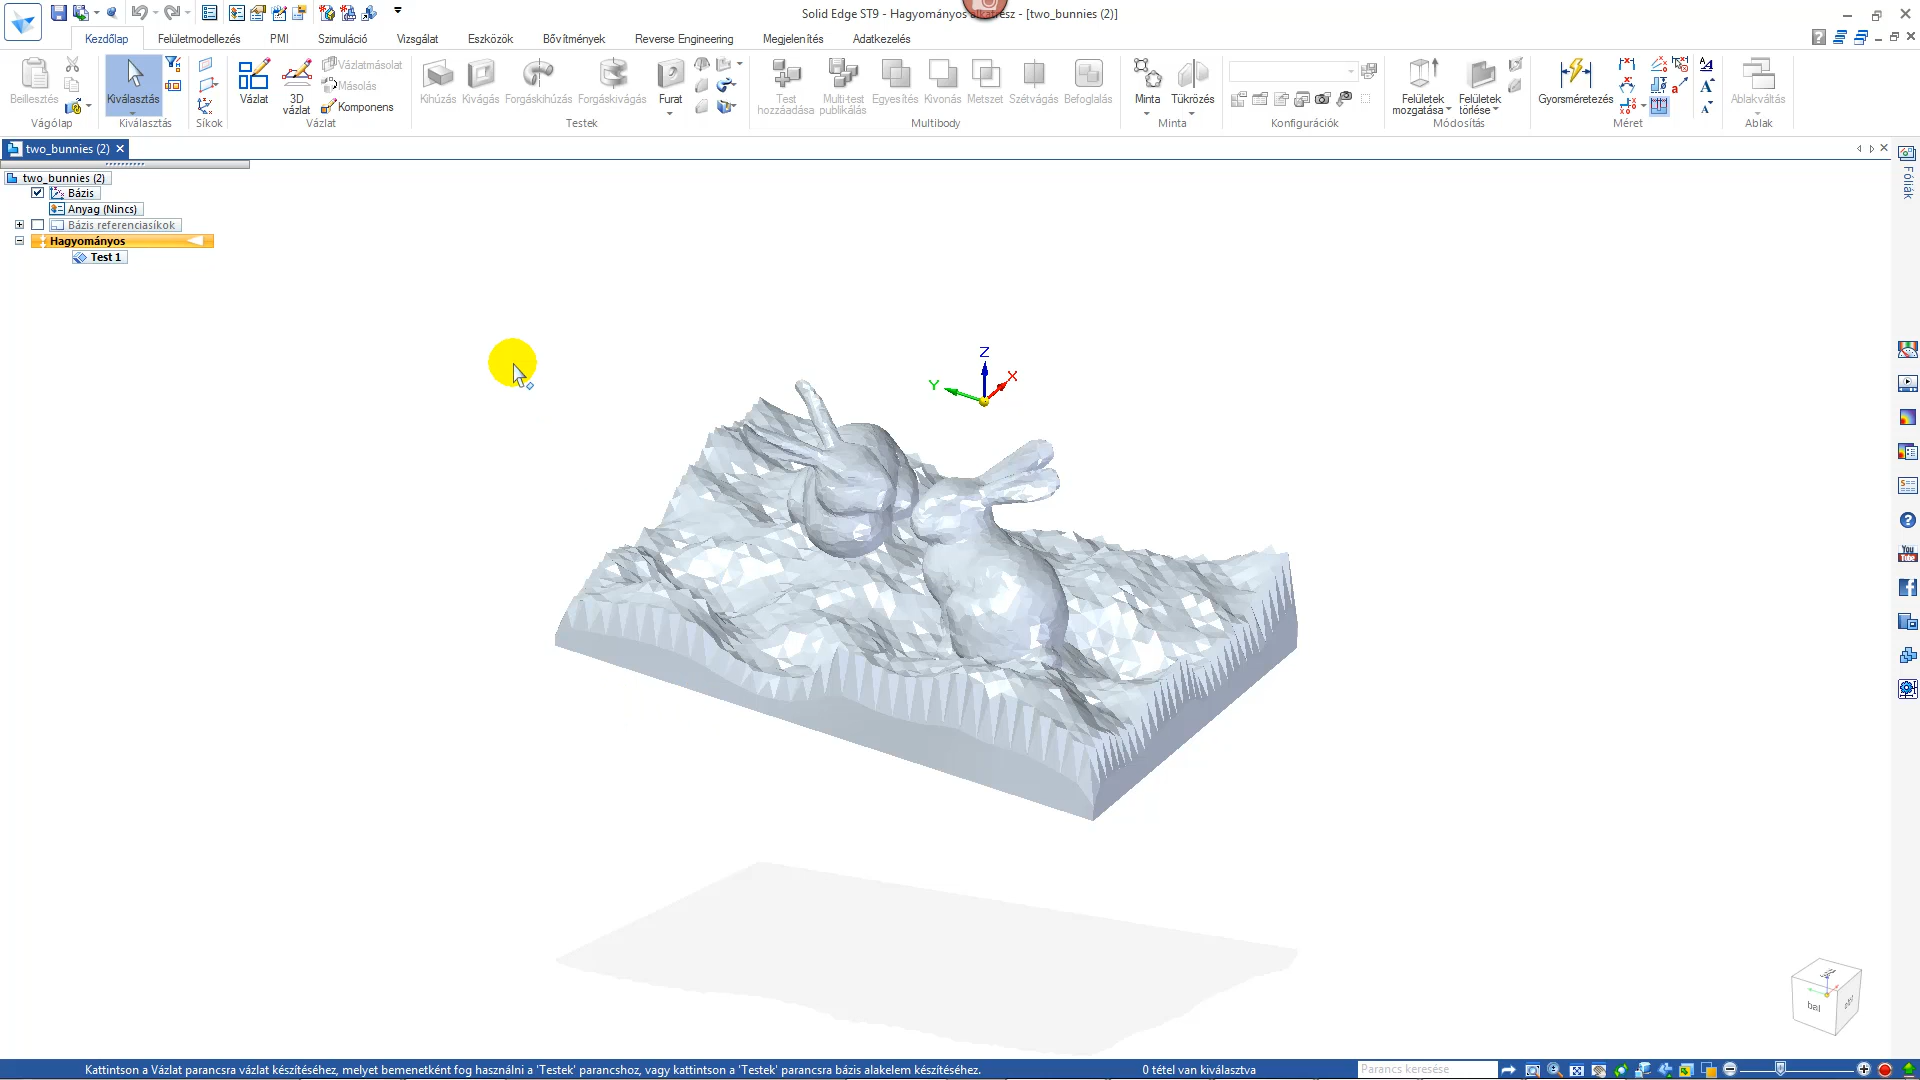 Solid Edge ST9 - Hagyományos alkatrész - [two_bunnies (2)]
Kezdőlap Felületmodellezés PMI Szimuláció Vizsgálat Eszközök Bővítmények Reverse Engineering Megjelenítés Adatkezelés
Beillesztés
Vágólap
Kiválasztás
Kiválasztás
Síkok
Vázlat
3D vázlat
Vázlatmásolat
Másolás
Komponens
Vázlat
Kihúzás Kivágás Forgáskihúzás Forgáskivágás Furat
Testek
Test hozzáadása
Multi-test publikálás
Egyesítés Kivonás Metszet Szétvágás Befoglalás
Multibody
Minta Tükrözés
Minta
Konfigurációk
Felületek mozgatása
Felületek törlése
Módosítás
Gyorsméretezés
Méret
Ablakváltás
Ablak
two_bunnies (2)
Fóliák
two_bunnies (2)
Bázis
Anyag (Nincs)
Bázis referenciasíkok
Hagyományos
Test 1
Z
Y
X
You
Tube
bal
Kattintson a Vázlat parancsra vázlat készítéséhez, melyet bemenetként fog használni a 'Testek' parancshoz, vagy kattintson a 'Testek' parancsra bázis alakelem készítéséhez.
0 tétel van kiválasztva
Parancs keresése